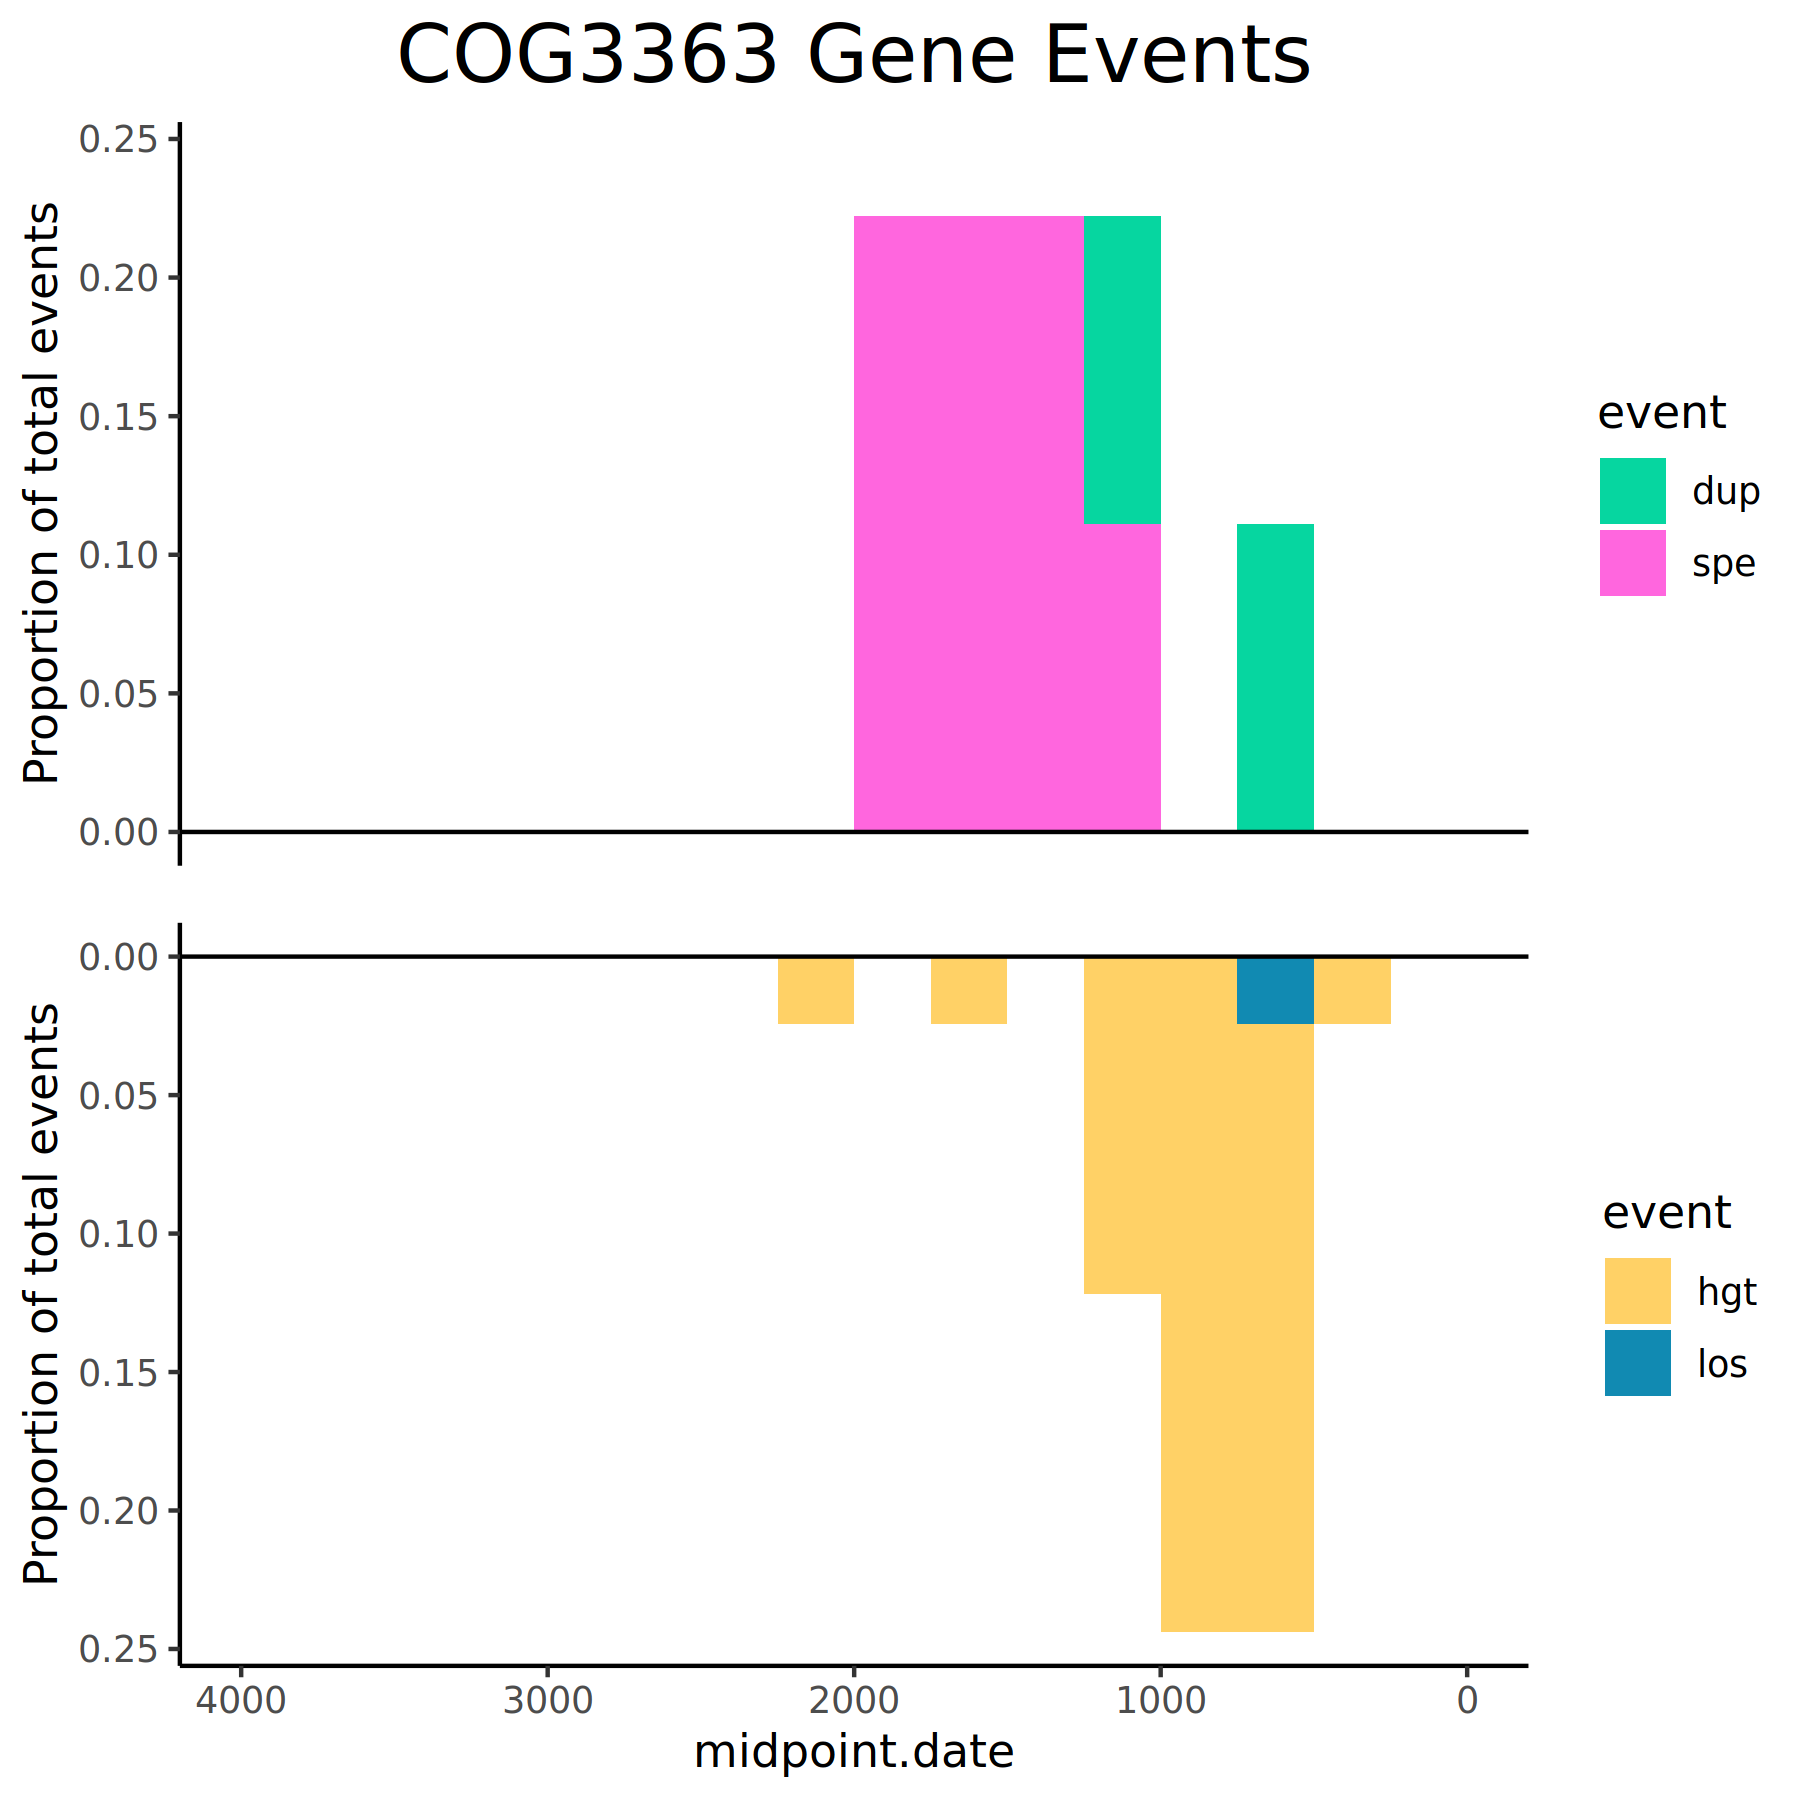 COG3363 Gene Events
0.25
0.20
0.15
0.10
0.05
0.00
Proportion of total events
event
dup
spe
0.00
0.05
0.10
0.15
0.20
0.25
Proportion of total events
event
hgt
los
4000 3000 2000 1000 0
midpoint.date